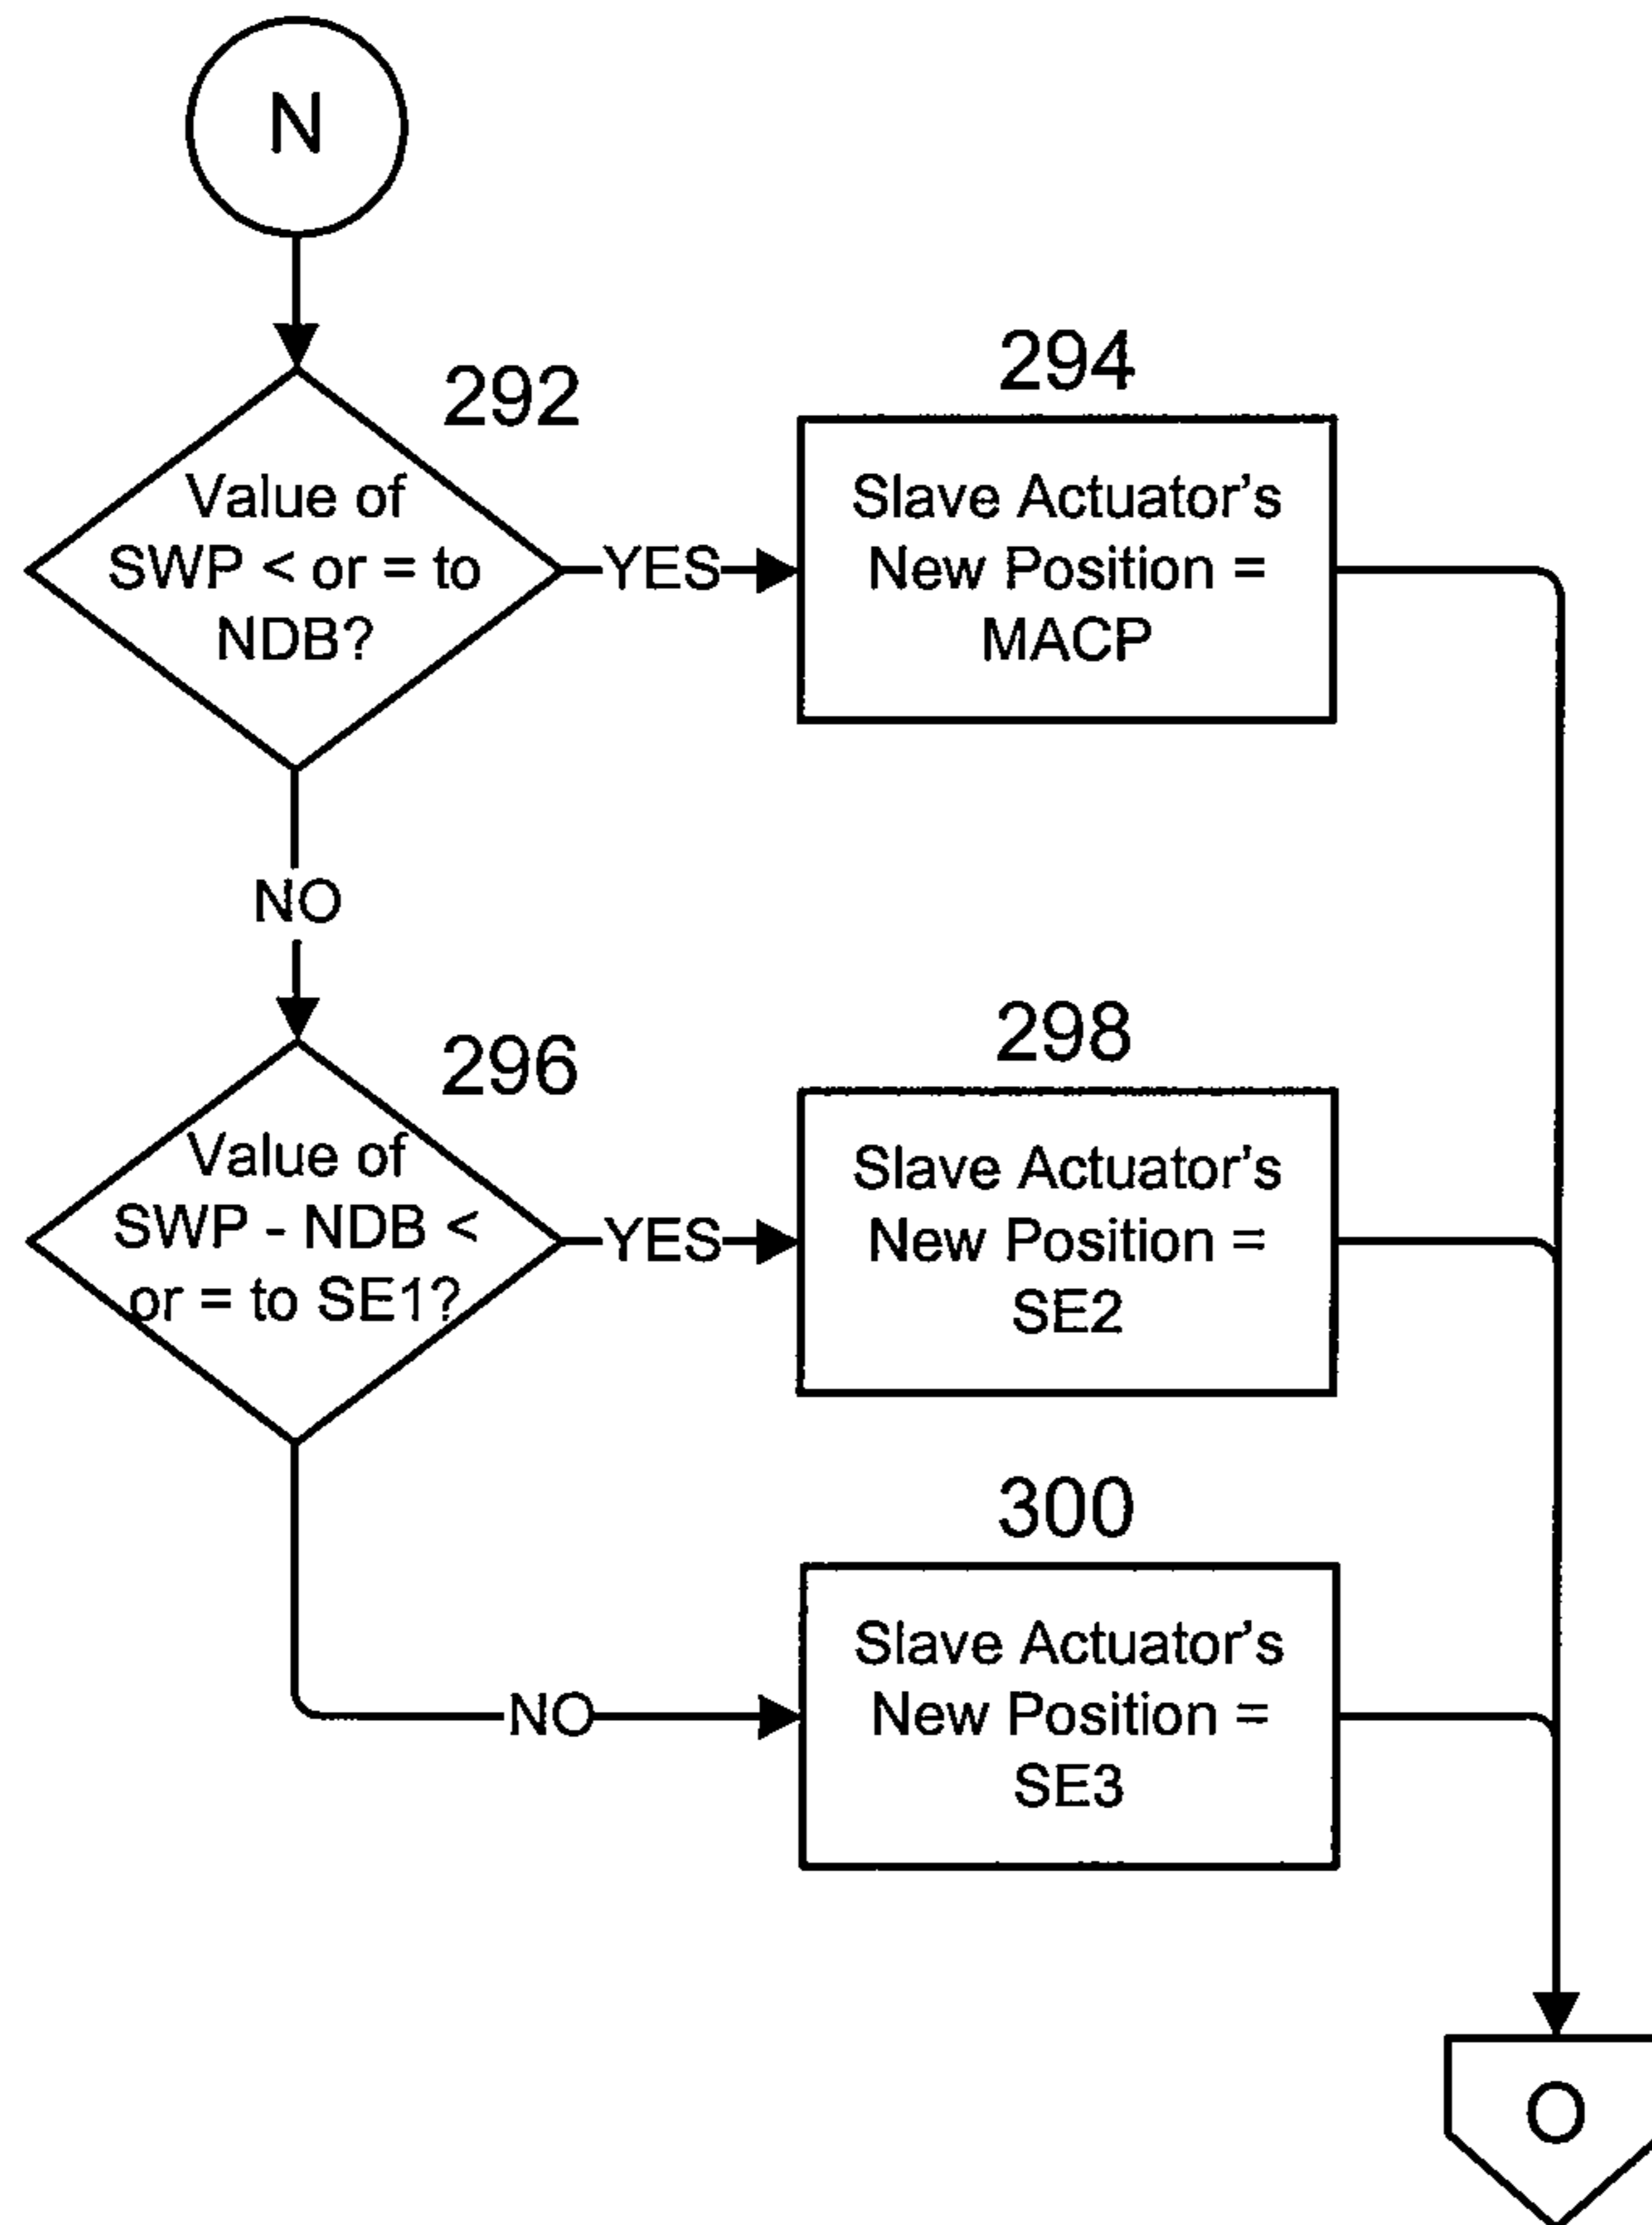 N
292
Value of
SWP < or = to
NDB?
YES
294
Slave Actuator's
New Position =
MACP
NO
296
Value of
SWP - NDB <
or = to SE1?
YES
298
Slave Actuator's
New Position =
SE2
NO
300
Slave Actuator's
New Position =
SE3
O